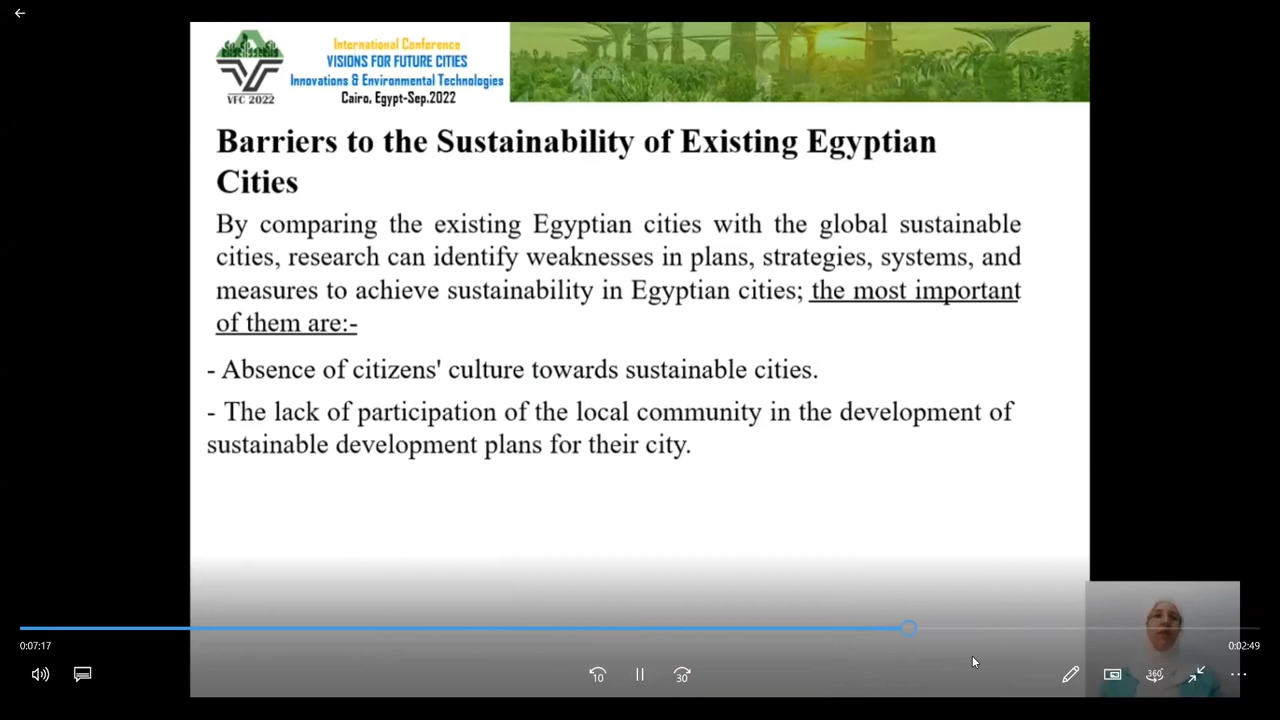 International Conference
VISIONS FOR FUTURE CITIES
Innovations & Environmental Technologies
Cairo, Egypt-Sep.2022
VFC 2022
Barriers to the Sustainability of Existing Egyptian
Cities
By comparing the existing Egyptian cities with the global sustainable
cities, research can identify weaknesses in plans, strategies, systems, and
measures to achieve sustainability in Egyptian cities; the most important
of them are:-
- Absence of citizens' culture towards sustainable cities.
- The lack of participation of the local community in the development of
sustainable development plans for their city.
0:07:17
0:02:49
10
30
360